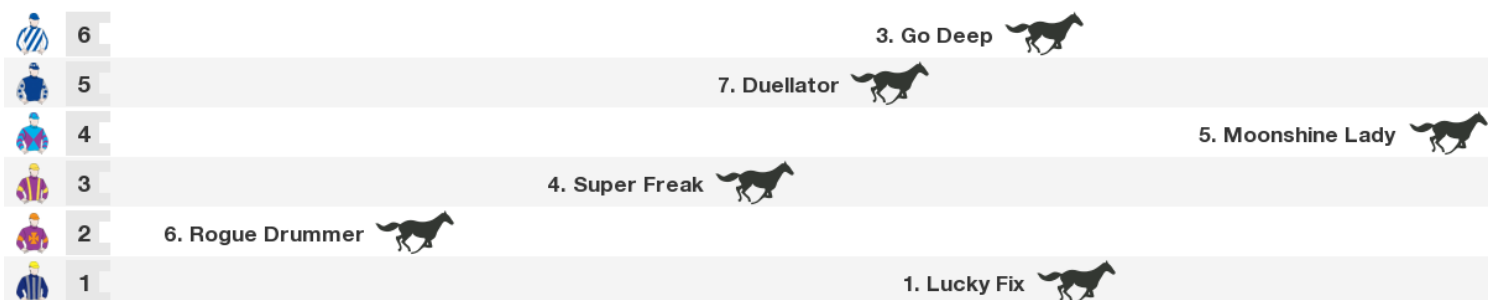 6 3. Go Deep
5 7. Duellator
4 5. Moonshine Lady
3 4. Super Freak
2 6. Rogue Drummer
1 1. Lucky Fix